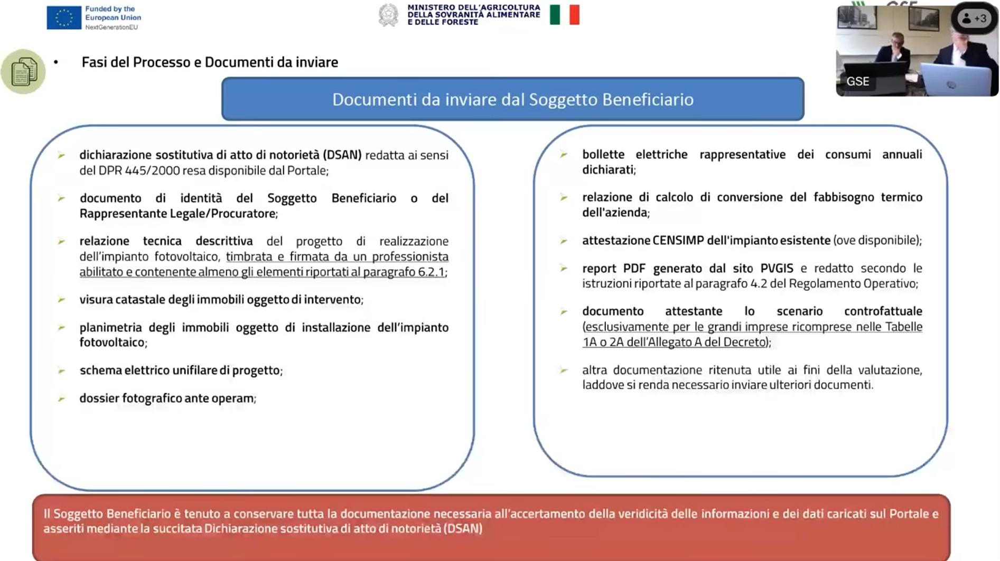 Funded by the
European Union
NextGenerationEU
MINISTERO DELL'AGRICOLTURA
DELLA SOVRANITÀ ALIMENTARE
E DELLE FORESTE
+3
GSE
• Fasi del Processo e Documenti da inviare
Documenti da inviare dal Soggetto Beneficiario
dichiarazione sostitutiva di atto di notorietà (DSAN) redatta ai sensi
del DPR 445/2000 resa disponibile dal Portale;
documento di identità del Soggetto Beneficiario o del
Rappresentante Legale/Procuratore;
relazione tecnica descrittiva del progetto di realizzazione
dell'impianto fotovoltaico, timbrata e firmata da un professionista
abilitato e contenente almeno gli elementi riportati al paragrafo 6.2.1;
visura catastale degli immobili oggetto di intervento;
planimetria degli immobili oggetto di installazione dell'impianto
fotovoltaico;
schema elettrico unifilare di progetto;
dossier fotografico ante operam;
bollette elettriche rappresentative dei consumi annuali
dichiarati;
relazione di calcolo di conversione del fabbisogno termico
dell'azienda;
attestazione CENSIMP dell'impianto esistente (ove disponibile);
report PDF generato dal sito PVGIS e redatto secondo le
istruzioni riportate al paragrafo 4.2 del Regolamento Operativo;
documento attestante lo scenario controfattuale
(esclusivamente per le grandi imprese ricomprese nelle Tabelle
1A o 2A dell'Allegato A del Decreto);
altra documentazione ritenuta utile ai fini della valutazione,
laddove si renda necessario inviare ulteriori documenti.
Il Soggetto Beneficiario è tenuto a conservare tutta la documentazione necessaria all'accertamento della veridicità delle informazioni e dei dati caricati sul Portale e
asseriti mediante la succitata Dichiarazione sostitutiva di atto di notorietà (DSAN)